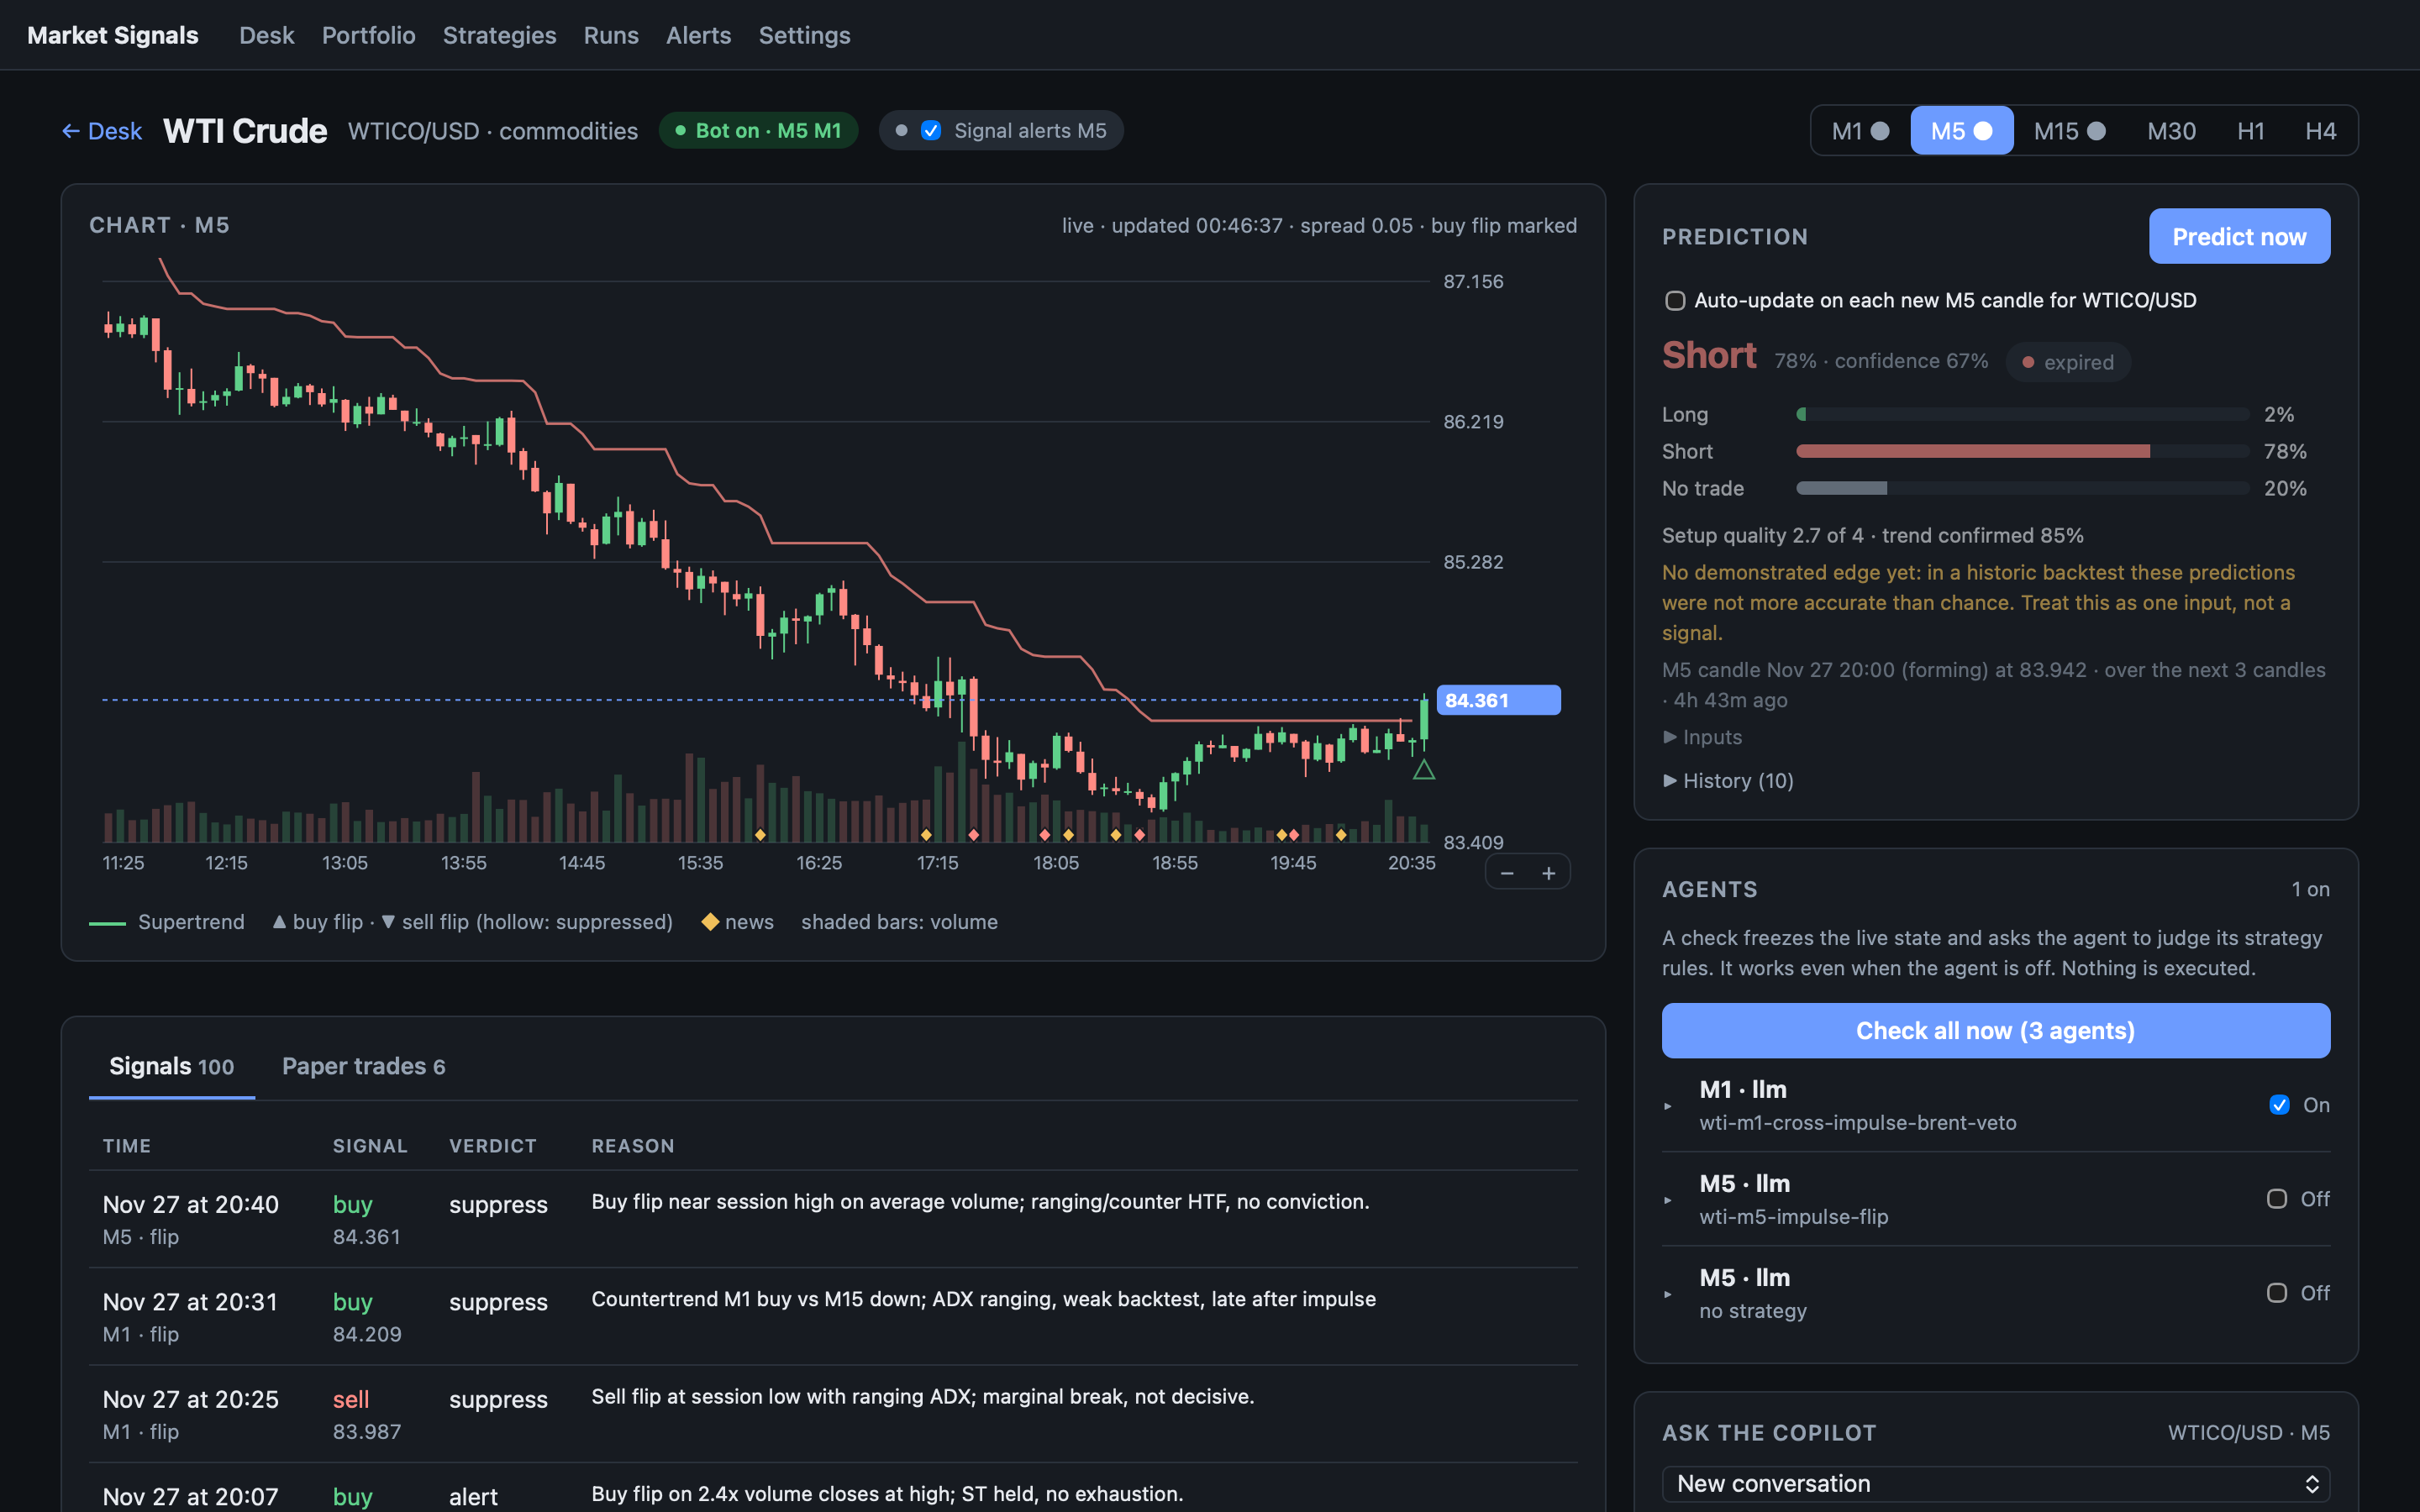 Market Signals Desk Portfolio Strategies Runs Alerts Settings
← Desk WTI Crude WTICO/USD · commodities Bot on · M5 M1 Signal alerts M5
M1 M5 M15 M30 H1 H4
CHART · M5
live · updated 00:46:37 · spread 0.05 · buy flip marked
87.156
86.219
85.282
84.361
83.409
11:25 12:15 13:05 13:55 14:45 15:35 16:25 17:15 18:05 18:55 19:45 20:35
− +
Supertrend ▲ buy flip · ▼ sell flip (hollow: suppressed) news shaded bars: volume
Signals 100 Paper trades 6
TIME SIGNAL VERDICT REASON
Nov 27 at 20:40 buy suppress Buy flip near session high on average volume; ranging/counter HTF, no conviction.
M5 · flip 84.361
Nov 27 at 20:31 buy suppress Countertrend M1 buy vs M15 down; ADX ranging, weak backtest, late after impulse
M1 · flip 84.209
Nov 27 at 20:25 sell suppress Sell flip at session low with ranging ADX; marginal break, not decisive.
M1 · flip 83.987
Nov 27 at 20:07 buy alert Buy flip on 2.4x volume closes at high; ST held, no exhaustion.
PREDICTION
Predict now
Auto-update on each new M5 candle for WTICO/USD
Short 78% · confidence 67% expired
Long 2%
Short 78%
No trade 20%
Setup quality 2.7 of 4 · trend confirmed 85%
No demonstrated edge yet: in a historic backtest these predictions
were not more accurate than chance. Treat this as one input, not a
signal.
M5 candle Nov 27 20:00 (forming) at 83.942 · over the next 3 candles
· 4h 43m ago
Inputs
History (10)
AGENTS 1 on
A check freezes the live state and asks the agent to judge its strategy
rules. It works even when the agent is off. Nothing is executed.
Check all now (3 agents)
M1 · llm On
wti-m1-cross-impulse-brent-veto
M5 · llm Off
wti-m5-impulse-flip
M5 · llm Off
no strategy
ASK THE COPILOT WTICO/USD · M5
New conversation